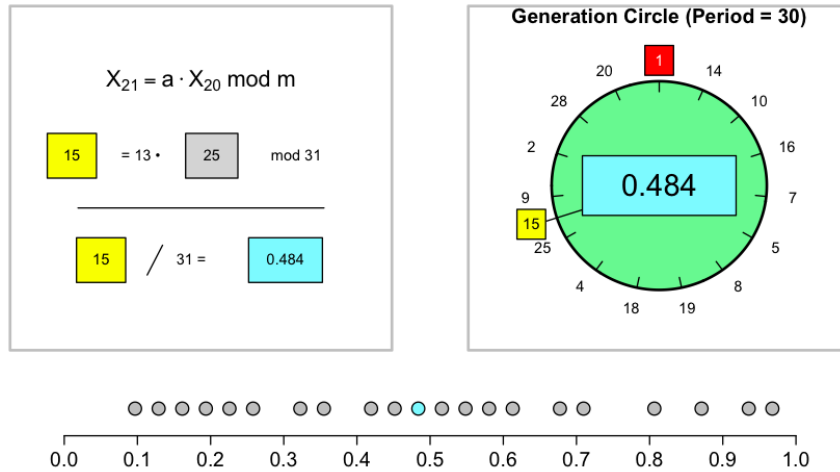 X21 = a · X20 mod m
15 = 13 • 25 mod 31
15 / 31 = 0.484
Generation Circle (Period = 30)
1
20 14
28 10
2 16
0.484
9 7
15
25 5
4 8
18 19
0.0 0.1 0.2 0.3 0.4 0.5 0.6 0.7 0.8 0.9 1.0